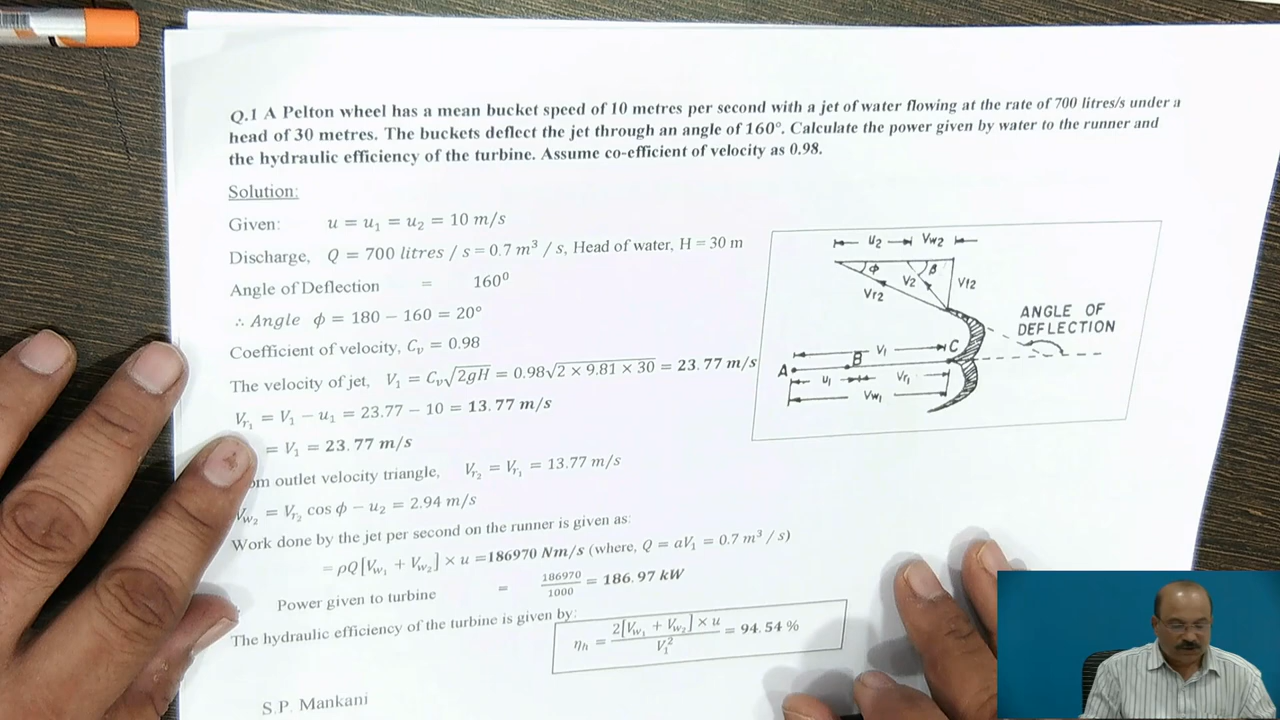 Q.1 A Pelton wheel has a mean bucket speed of 10 metres per second with a jet of water flowing at the rate of 700 litres/s under a
head of 30 metres. The buckets deflect the jet through an angle of 160°. Calculate the power given by water to the runner and
the hydraulic efficiency of the turbine. Assume co-efficient of velocity as 0.98.
Solution:
Given: u = u₁ = u₂ = 10 m/s
Discharge, Q = 700 litres / s = 0.7 m³ / s, Head of water, H = 30 m
Angle of Deflection = 160⁰
∴ Angle ϕ = 180 − 160 = 20°
Coefficient of velocity, Cᵥ = 0.98
The velocity of jet, V₁ = Cᵥ√2gH = 0.98√2 × 9.81 × 30 = 23.77 m/s
Vr₁ = V₁ − u₁ = 23.77 − 10 = 13.77 m/s
= V₁ = 23.77 m/s
om outlet velocity triangle, Vr₂ = Vr₁ = 13.77 m/s
Vw₂ = Vr₂ cos ϕ − u₂ = 2.94 m/s
Work done by the jet per second on the runner is given as:
= ρQ[Vw₁ + Vw₂] × u =186970 Nm/s (where, Q = aV₁ = 0.7 m³ / s)
Power given to turbine = 186970/1000 = 186.97 kW
The hydraulic efficiency of the turbine is given by:
ηh = 2[Vw₁ + Vw₂] × u / V₁² = 94.54 %
S.P. Mankani
u₂ Vw₂
ϕ β
V₂ Vf₂
Vr₂
ANGLE OF
DEFLECTION
A B V₁ C
u₁ Vr₁
Vw₁